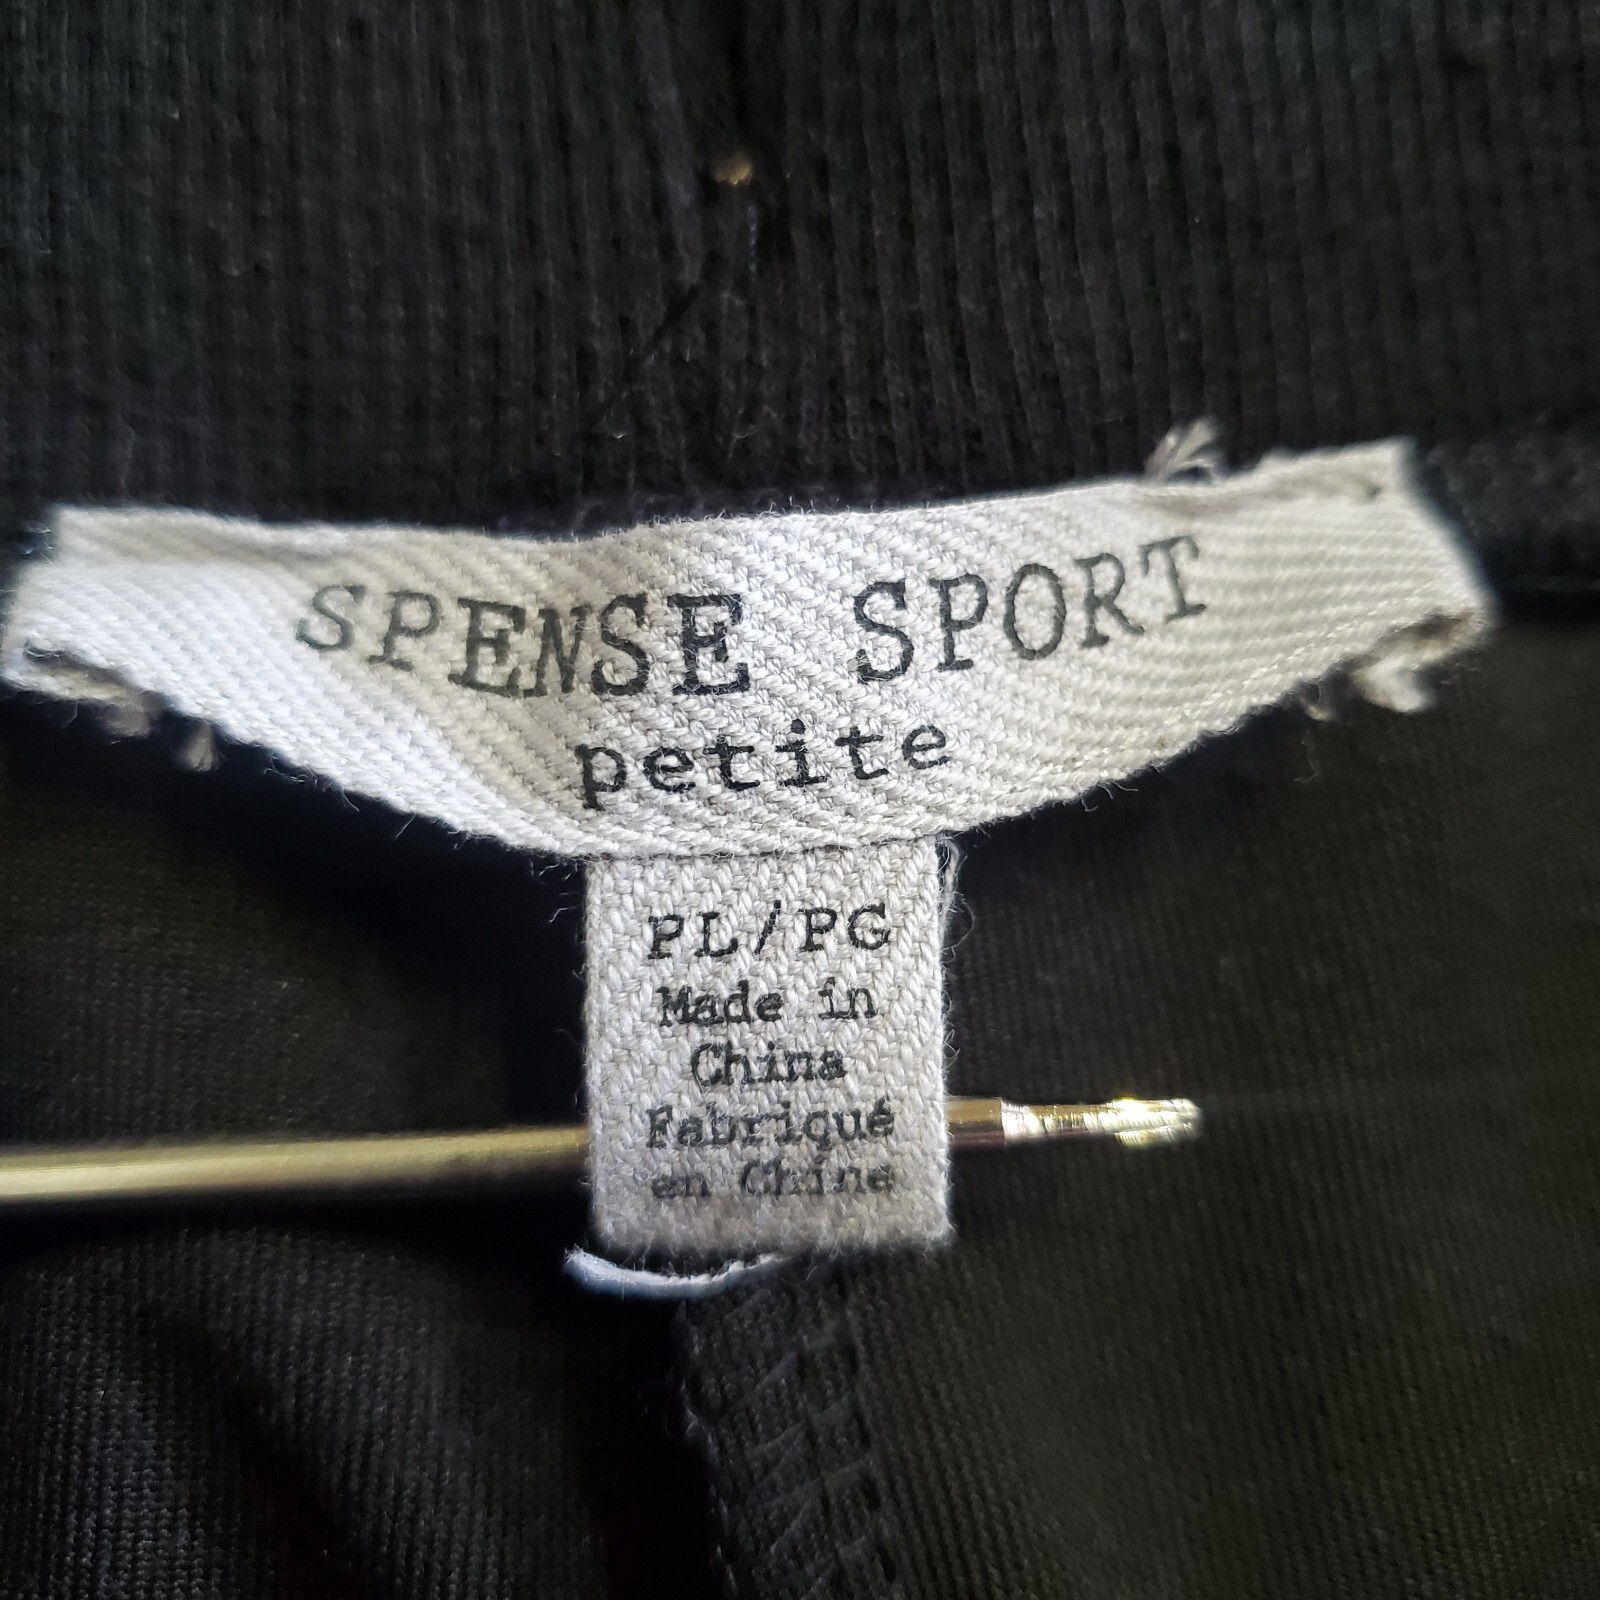 SPENSE SPORT
petite
PL/PG
Made in
China
Fabriqué
en Chine